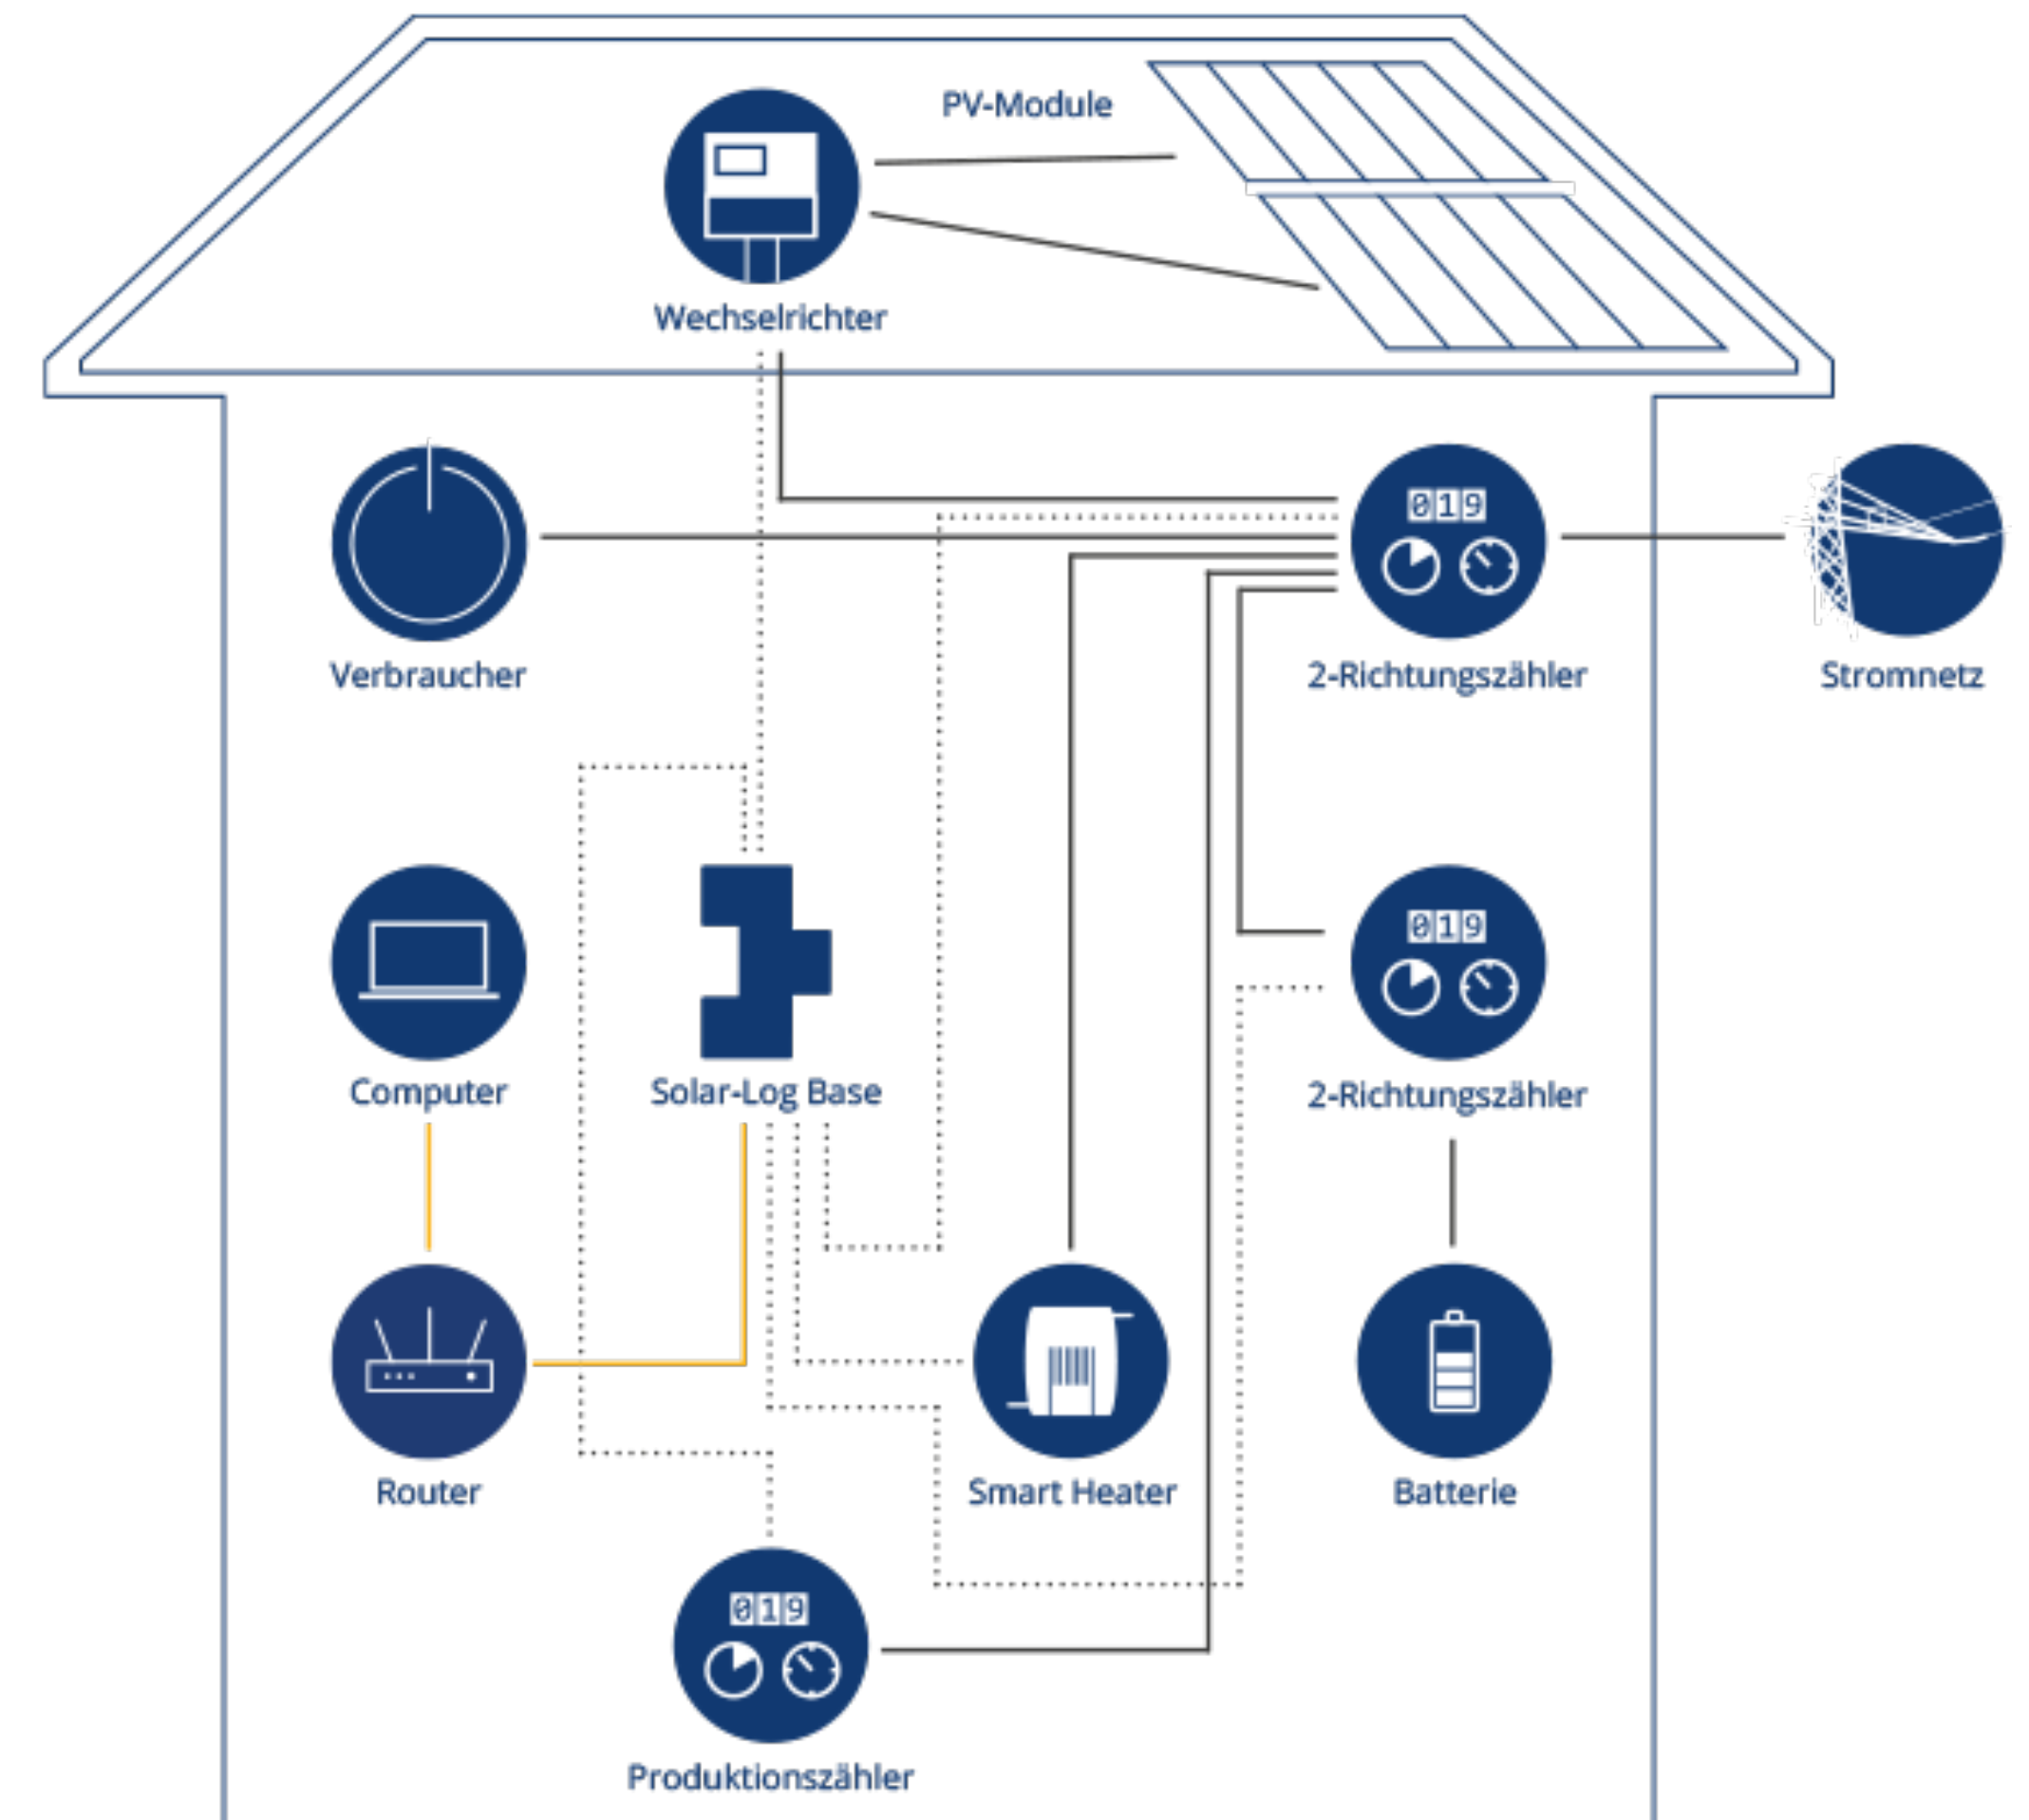 PV-Module
Wechselrichter
019
Verbraucher
2-Richtungszähler
Stromnetz
019
Computer
Solar-Log Base
2-Richtungszähler
Router
Smart Heater
Batterie
019
Produktionszähler